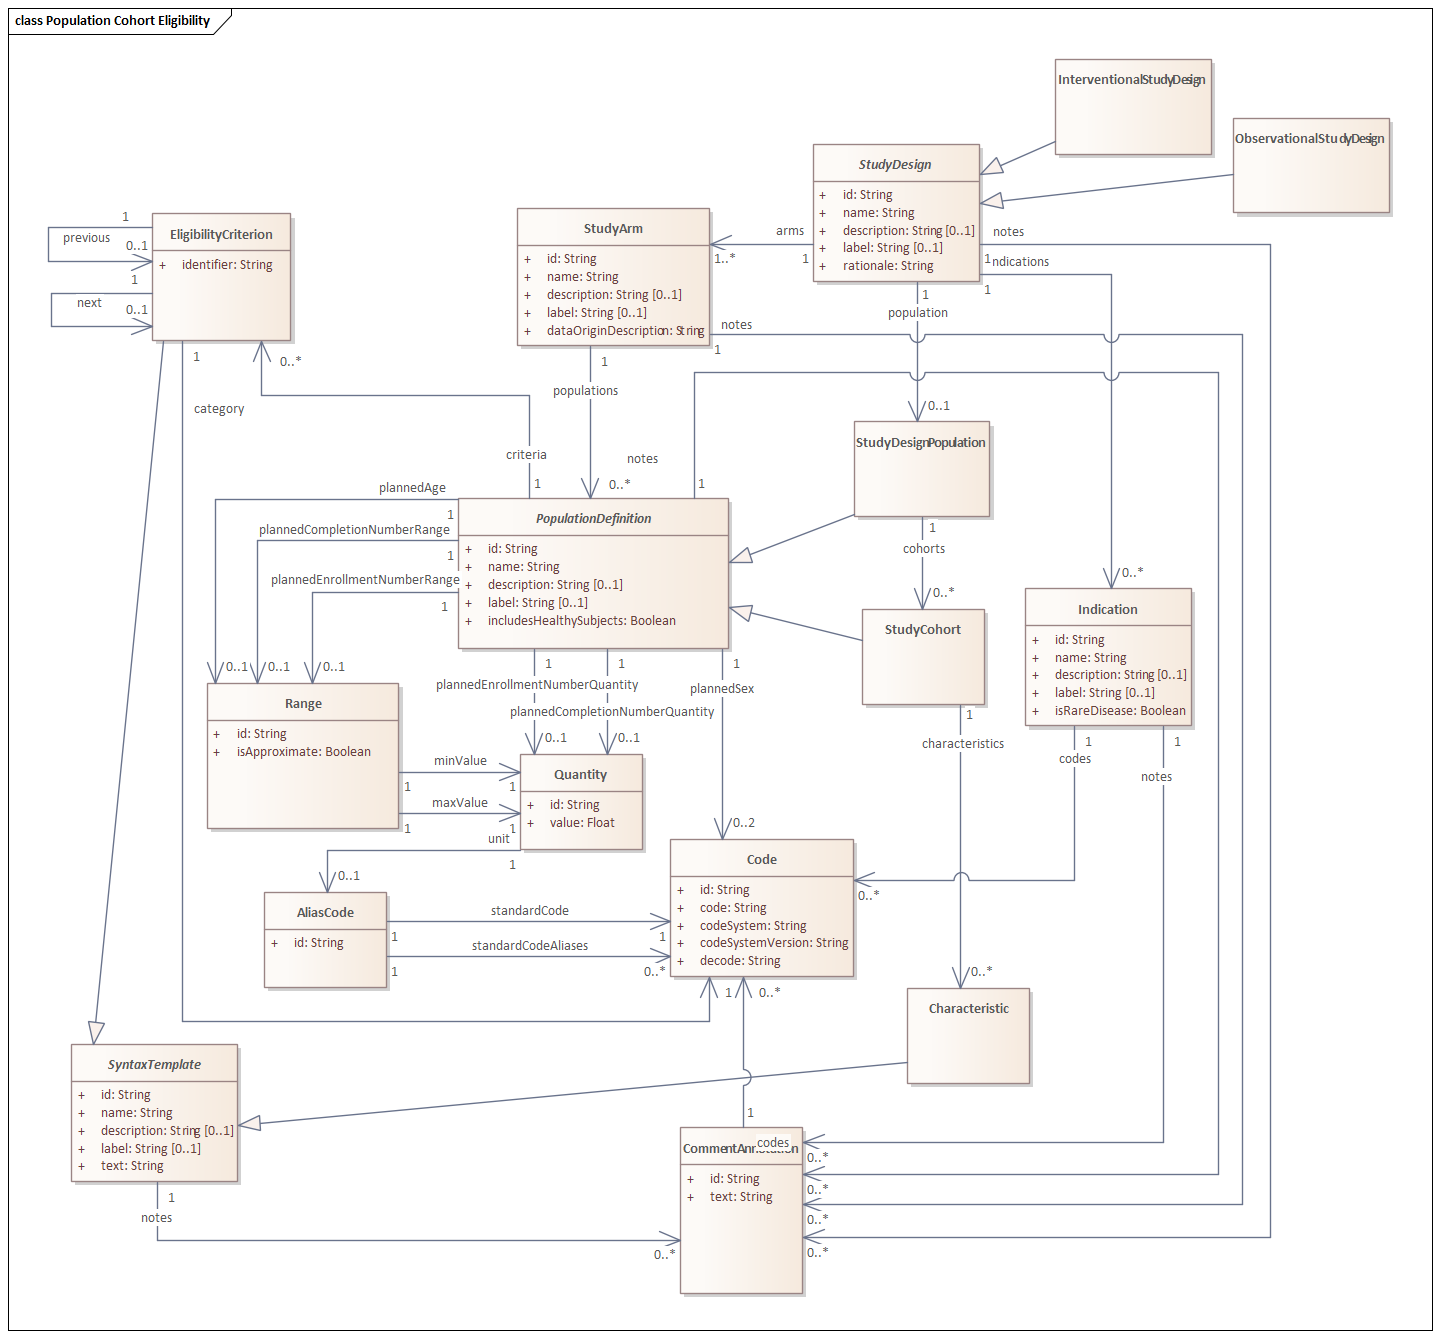 class Population Cohort Eligibility
InterventionalStudyDesign
ObservationalStudyDesign
StudyDesign
+ id: String
+ name: String
+ description: String [0..1]
+ label: String [0..1]
+ rationale: String
arms
1
1..*
notes
1
indications
1
1
population
0..1
StudyArm
+ id: String
+ name: String
+ description: String [0..1]
+ label: String [0..1]
+ dataOriginDescription: String
notes
1
1
populations
0..*
EligibilityCriterion
+ identifier: String
1
previous
0..1
1
next
0..1
1
category
0..*
criteria
1
notes
1
StudyDesignPopulation
1
cohorts
0..*
PopulationDefinition
+ id: String
+ name: String
+ description: String [0..1]
+ label: String [0..1]
+ includesHealthySubjects: Boolean
plannedAge
1
plannedCompletionNumberRange
1
plannedEnrollmentNumberRange
1
0..1
0..1
0..1
1
plannedEnrollmentNumberQuantity
0..1
1
plannedCompletionNumberQuantity
0..1
1
plannedSex
0..2
StudyCohort
1
characteristics
0..*
0..*
Indication
+ id: String
+ name: String
+ description: String [0..1]
+ label: String [0..1]
+ isRareDisease: Boolean
1
codes
0..*
1
notes
Range
+ id: String
+ isApproximate: Boolean
minValue
1
1
maxValue
1
1
Quantity
+ id: String
+ value: Float
unit
1
0..1
AliasCode
+ id: String
standardCode
1
1
standardCodeAliases
1
0..*
Code
+ id: String
+ code: String
+ codeSystem: String
+ codeSystemVersion: String
+ decode: String
1
0..*
Characteristic
SyntaxTemplate
+ id: String
+ name: String
+ description: String [0..1]
+ label: String [0..1]
+ text: String
1
notes
0..*
1
codes
CommentAnnotation
+ id: String
+ text: String
0..*
0..*
0..*
0..*